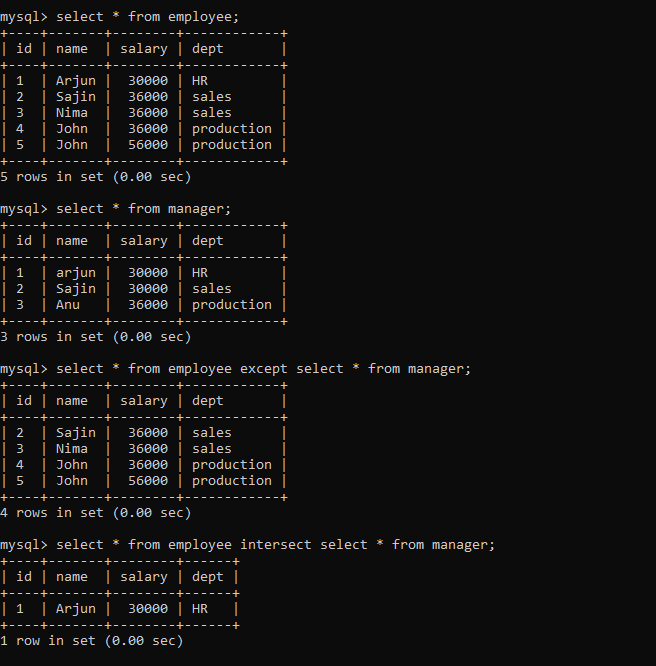 mysql> select * from employee;
+----+-------+--------+------------+
| id | name  | salary | dept       |
+----+-------+--------+------------+
| 1  | Arjun |  30000 | HR         |
| 2  | Sajin |  36000 | sales      |
| 3  | Nima  |  36000 | sales      |
| 4  | John  |  36000 | production |
| 5  | John  |  56000 | production |
+----+-------+--------+------------+
5 rows in set (0.00 sec)

mysql> select * from manager;
+----+-------+--------+------------+
| id | name  | salary | dept       |
+----+-------+--------+------------+
| 1  | arjun |  30000 | HR         |
| 2  | Sajin |  30000 | sales      |
| 3  | Anu   |  36000 | production |
+----+-------+--------+------------+
3 rows in set (0.00 sec)

mysql> select * from employee except select * from manager;
+----+-------+--------+------------+
| id | name  | salary | dept       |
+----+-------+--------+------------+
| 2  | Sajin |  36000 | sales      |
| 3  | Nima  |  36000 | sales      |
| 4  | John  |  36000 | production |
| 5  | John  |  56000 | production |
+----+-------+--------+------------+
4 rows in set (0.00 sec)

mysql> select * from employee intersect select * from manager;
+----+-------+--------+------+
| id | name  | salary | dept |
+----+-------+--------+------+
| 1  | Arjun |  30000 | HR   |
+----+-------+--------+------+
1 row in set (0.00 sec)